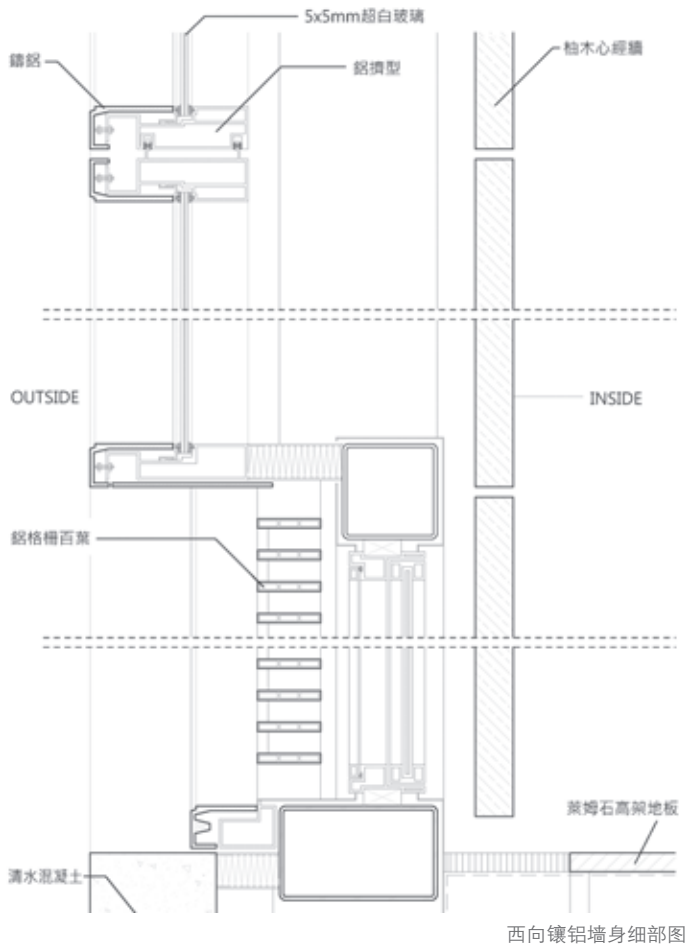 5x5mm超白玻璃
柚木心經牆
鑄鋁
鋁擠型
OUTSIDE
INSIDE
鋁格柵百葉
萊姆石高架地板
清水混凝土
西向镶铝墙身细部图